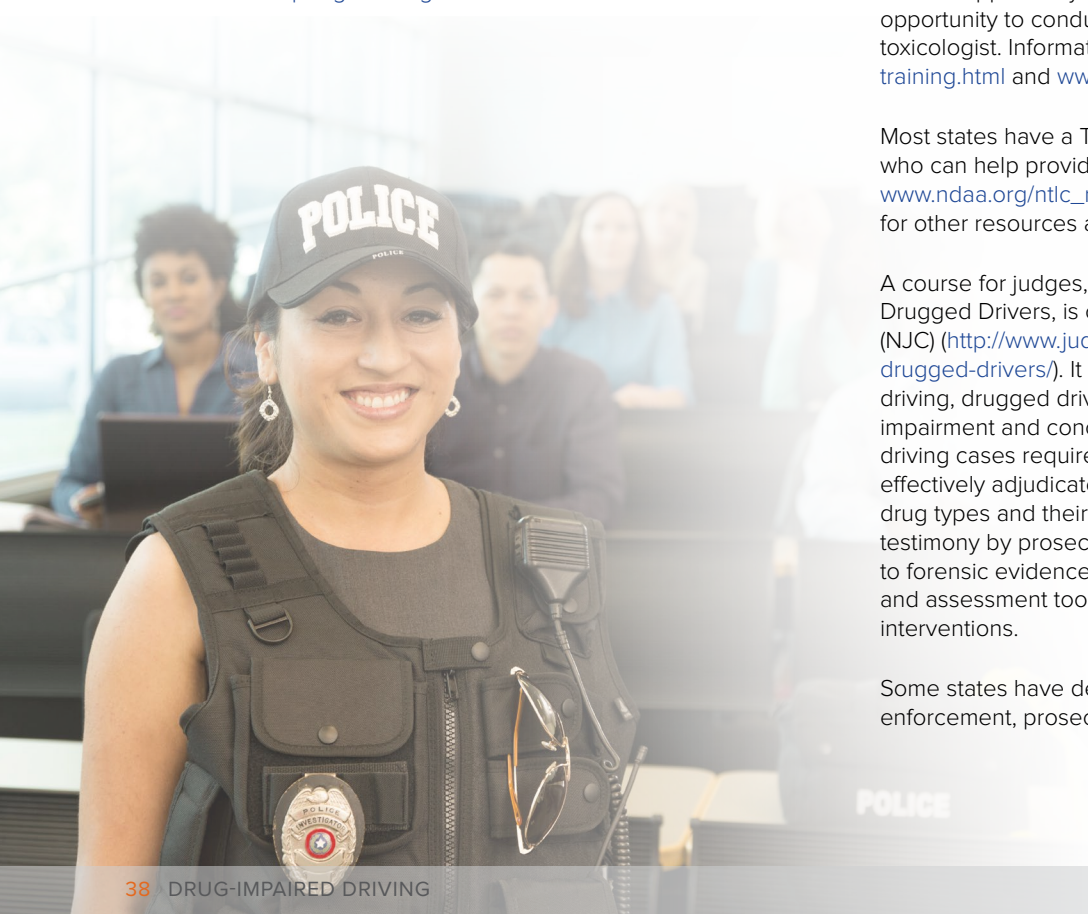 opportunity to condu
toxicologist. Informat
training.html and ww
Most states have a T
who can help provid
www.ndaa.org/ntlc_
for other resources a
A course for judges,
Drugged Drivers, is
(NJC) (http://www.jud
drugged-drivers/). It
driving, drugged driv
impairment and conc
driving cases require
effectively adjudicate
drug types and their
testimony by prosec
to forensic evidence
and assessment too
interventions.
Some states have de
enforcement, prosec
POLICE
POLICE
POLICE
INVESTIGATOR
POLICE
38 DRUG-IMPAIRED DRIVING